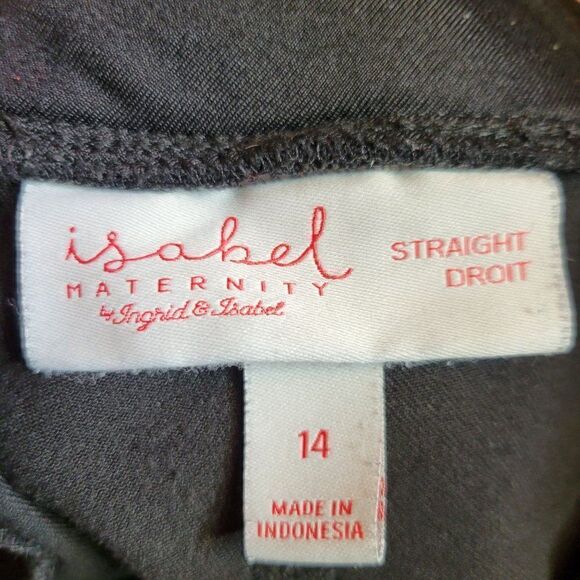 isabel
MATERNITY
by Ingrid & Isabel
STRAIGHT
DROIT
14
MADE IN
INDONESIA